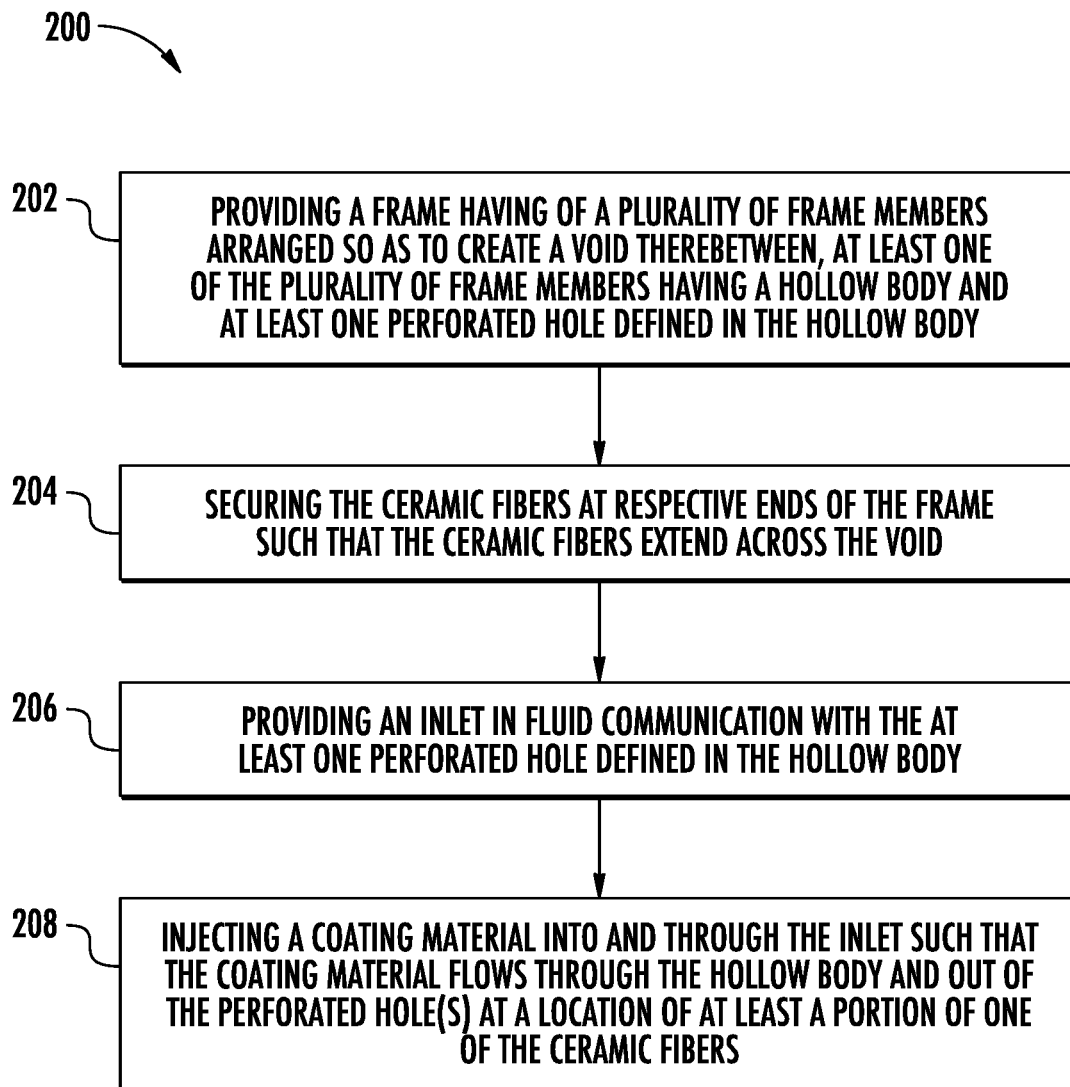 200
202
PROVIDING A FRAME HAVING OF A PLURALITY OF FRAME MEMBERS
ARRANGED SO AS TO CREATE A VOID THEREBETWEEN, AT LEAST ONE
OF THE PLURALITY OF FRAME MEMBERS HAVING A HOLLOW BODY AND
AT LEAST ONE PERFORATED HOLE DEFINED IN THE HOLLOW BODY
204
SECURING THE CERAMIC FIBERS AT RESPECTIVE ENDS OF THE FRAME
SUCH THAT THE CERAMIC FIBERS EXTEND ACROSS THE VOID
206
PROVIDING AN INLET IN FLUID COMMUNICATION WITH THE AT
LEAST ONE PERFORATED HOLE DEFINED IN THE HOLLOW BODY
208
INJECTING A COATING MATERIAL INTO AND THROUGH THE INLET SUCH THAT
THE COATING MATERIAL FLOWS THROUGH THE HOLLOW BODY AND OUT OF
THE PERFORATED HOLE(S) AT A LOCATION OF AT LEAST A PORTION OF ONE
OF THE CERAMIC FIBERS